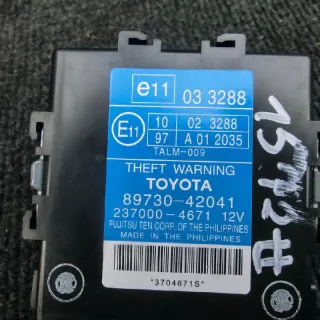 e11 03 3288
E11 10 02 3288
97 A 01 2035
TALM-009
THEFT WARNING
TOYOTA
89730-42041
237000-4671 12V
FUJITSU TEN CORP. OF THE PHILIPPINES
MADE IN PHILIPPINES
*3704671S*